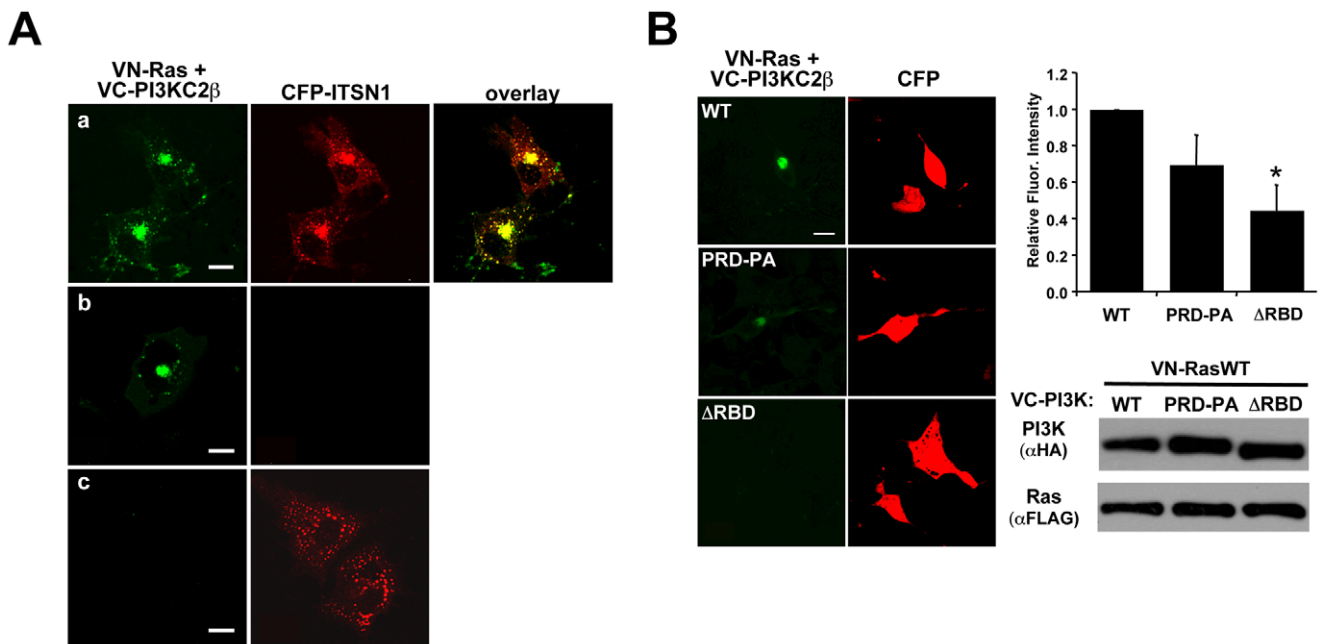 A
VN-Ras +
VC-PI3KC2β
CFP-ITSN1
overlay
a
b
c
B
VN-Ras +
VC-PI3KC2β
CFP
WT
PRD-PA
ΔRBD
Relative Fluor. Intensity
1.2
1.0
0.8
0.6
0.4
0.2
0.0
*
WT
PRD-PA
ΔRBD
VN-RasWT
VC-PI3K:
WT
PRD-PA
ΔRBD
PI3K
(αHA)
Ras
(αFLAG)